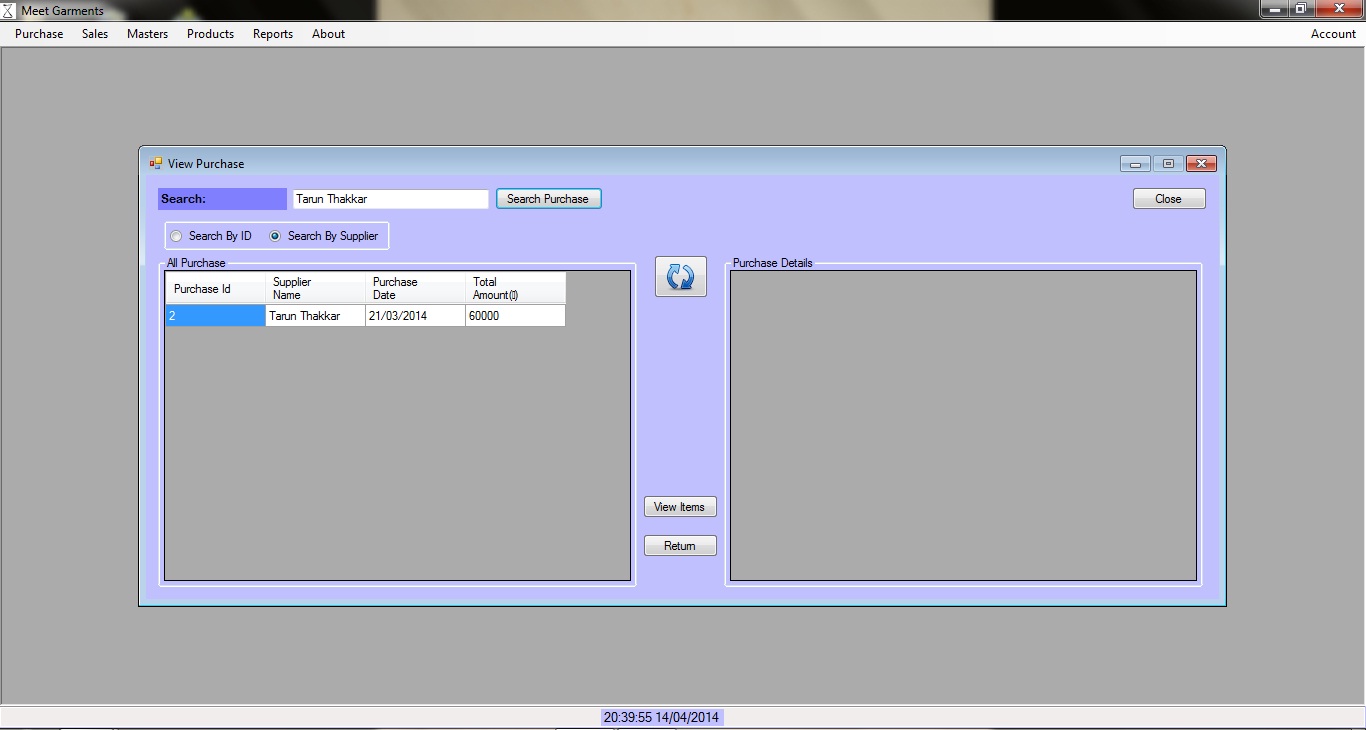 Meet Garments
Purchase Sales Masters Products Reports About Account
View Purchase
Search: Tarun Thakkar Search Purchase Close
Search By ID Search By Supplier
All Purchase
Purchase Id Supplier Name Purchase Date Total Amount(▯)
2 Tarun Thakkar 21/03/2014 60000
Purchase Details
View Items
Return
20:39:55 14/04/2014